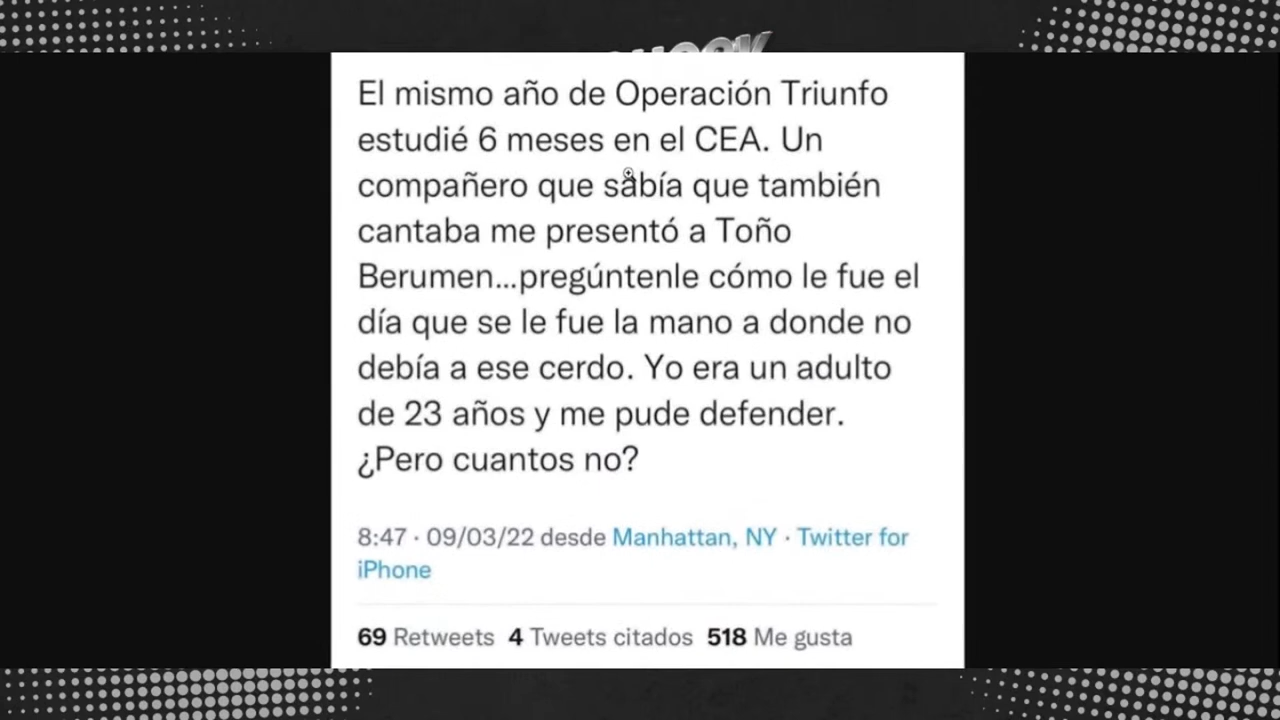 El mismo año de Operación Triunfo
estudié 6 meses en el CEA. Un
compañero que sabía que también
cantaba me presentó a Toño
Berumen...pregúntenle cómo le fue el
día que se le fue la mano a donde no
debía a ese cerdo. Yo era un adulto
de 23 años y me pude defender.
¿Pero cuantos no?
8:47 · 09/03/22 desde Manhattan, NY · Twitter for
iPhone
69 Retweets 4 Tweets citados 518 Me gusta